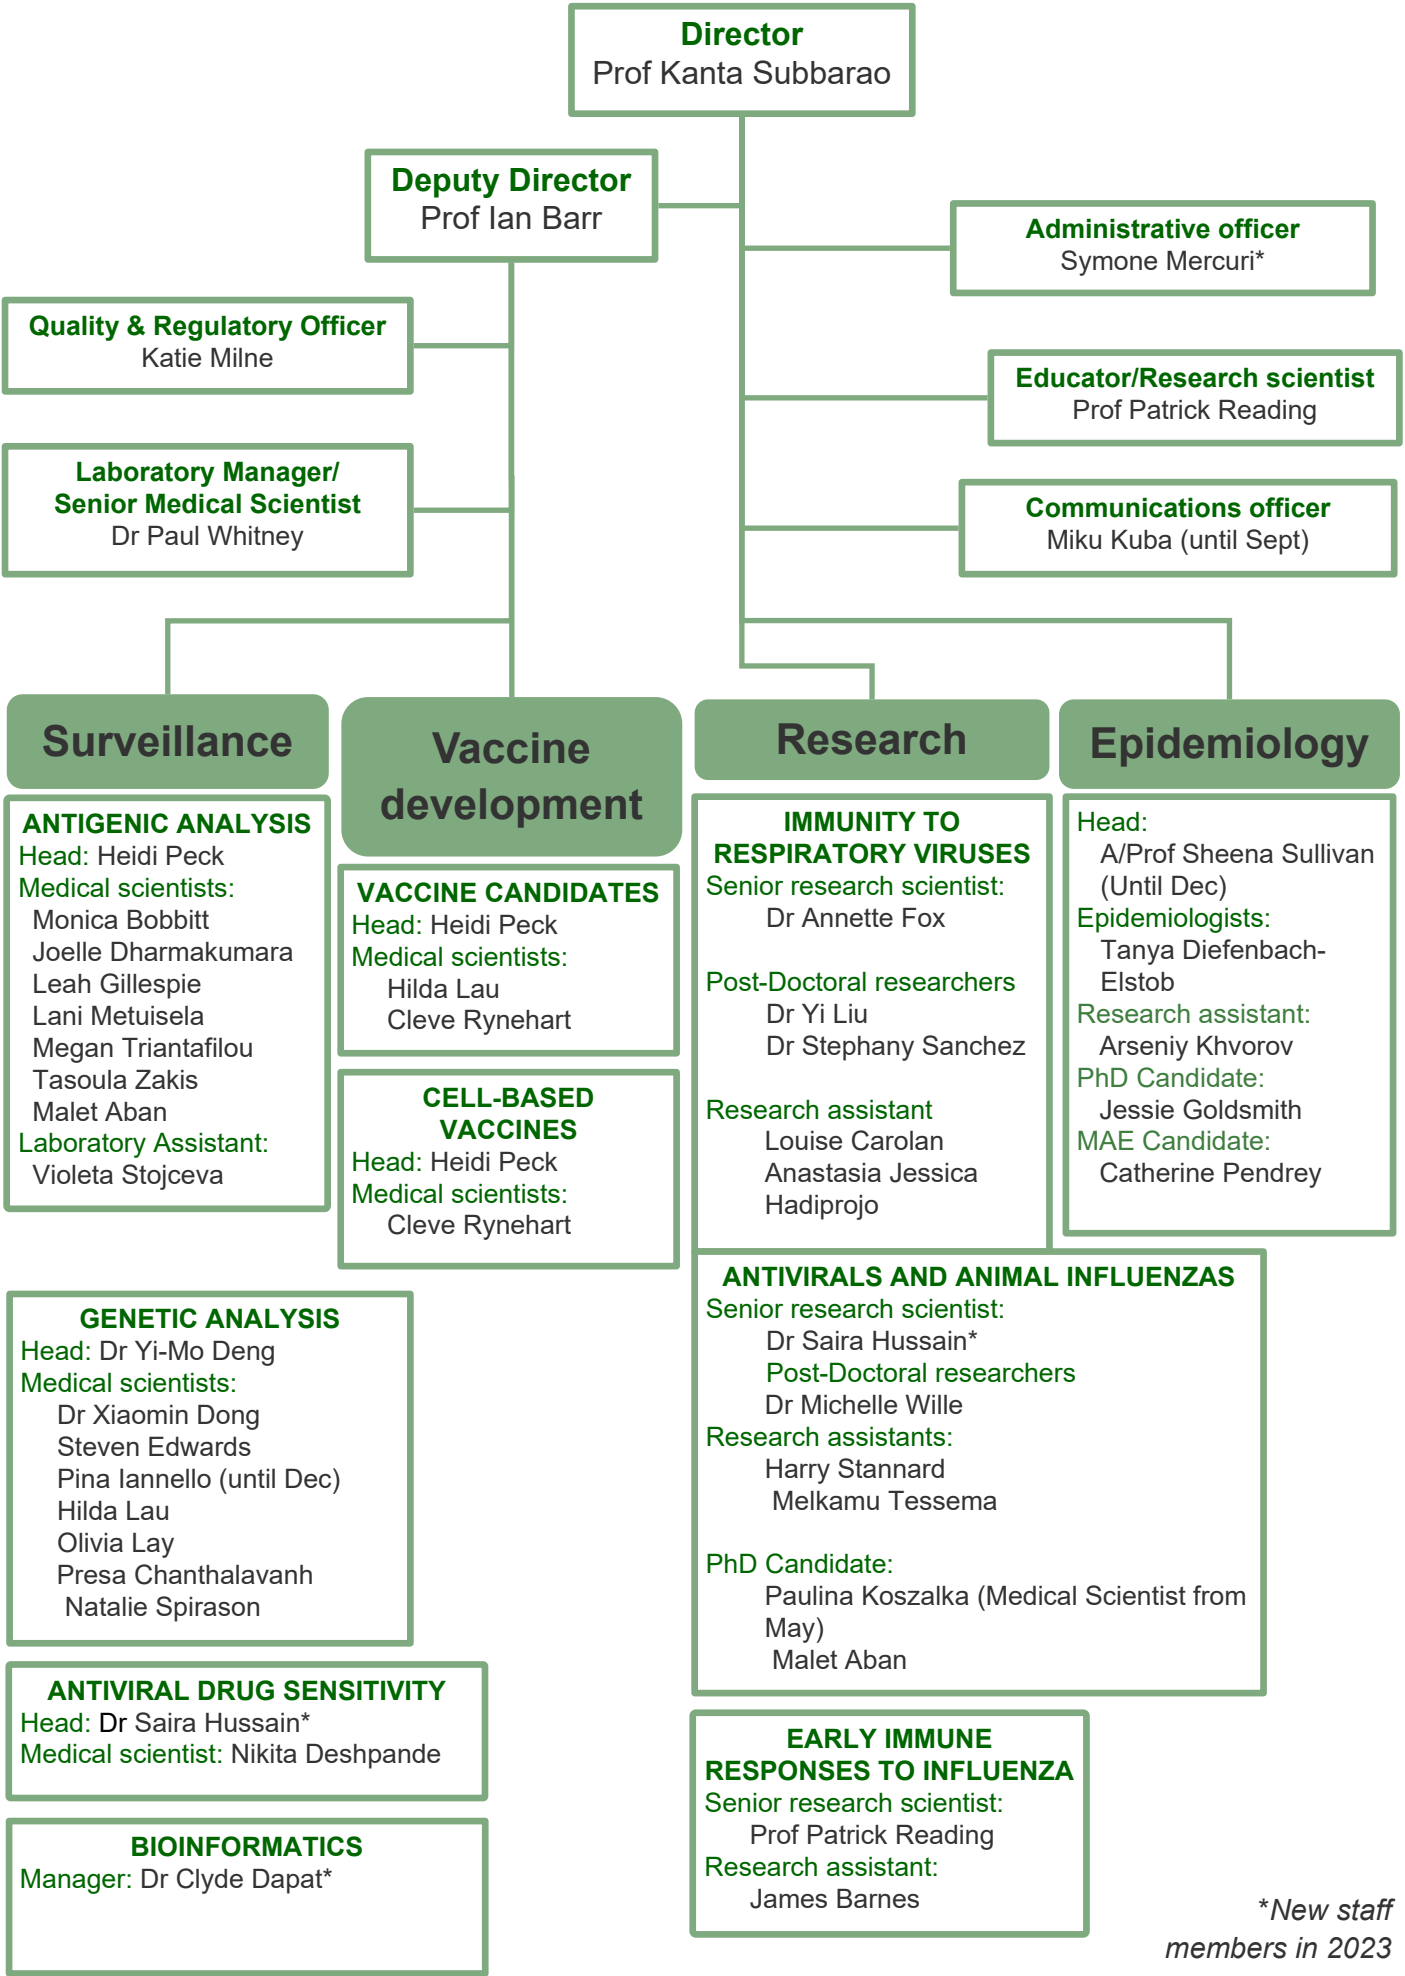 Director
Prof Kanta Subbarao
Deputy Director
Prof Ian Barr
Administrative officer
Symone Mercuri*
Quality & Regulatory Officer
Katie Milne
Educator/Research scientist
Prof Patrick Reading
Laboratory Manager/
Senior Medical Scientist
Dr Paul Whitney
Communications officer
Miku Kuba (until Sept)
Surveillance
ANTIGENIC ANALYSIS
Head: Heidi Peck
Medical scientists:
Monica Bobbitt
Joelle Dharmakumara
Leah Gillespie
Lani Metuisela
Megan Triantafilou
Tasoula Zakis
Malet Aban
Laboratory Assistant:
Violeta Stojceva
GENETIC ANALYSIS
Head: Dr Yi-Mo Deng
Medical scientists:
Dr Xiaomin Dong
Steven Edwards
Pina Iannello (until Dec)
Hilda Lau
Olivia Lay
Presa Chanthalavanh
Natalie Spirason
ANTIVIRAL DRUG SENSITIVITY
Head: Dr Saira Hussain*
Medical scientist: Nikita Deshpande
BIOINFORMATICS
Manager: Dr Clyde Dapat*
Vaccine
development
VACCINE CANDIDATES
Head: Heidi Peck
Medical scientists:
Hilda Lau
Cleve Rynehart
CELL-BASED
VACCINES
Head: Heidi Peck
Medical scientists:
Cleve Rynehart
Research
IMMUNITY TO
RESPIRATORY VIRUSES
Senior research scientist:
Dr Annette Fox
Post-Doctoral researchers
Dr Yi Liu
Dr Stephany Sanchez
Research assistant
Louise Carolan
Anastasia Jessica
Hadiprojo
ANTIVIRALS AND ANIMAL INFLUENZAS
Senior research scientist:
Dr Saira Hussain*
Post-Doctoral researchers
Dr Michelle Wille
Research assistants:
Harry Stannard
Melkamu Tessema
PhD Candidate:
Paulina Koszalka (Medical Scientist from
May)
Malet Aban
EARLY IMMUNE
RESPONSES TO INFLUENZA
Senior research scientist:
Prof Patrick Reading
Research assistant:
James Barnes
Epidemiology
Head:
A/Prof Sheena Sullivan
(Until Dec)
Epidemiologists:
Tanya Diefenbach-
Elstob
Research assistant:
Arseniy Khvorov
PhD Candidate:
Jessie Goldsmith
MAE Candidate:
Catherine Pendrey
*New staff
members in 2023